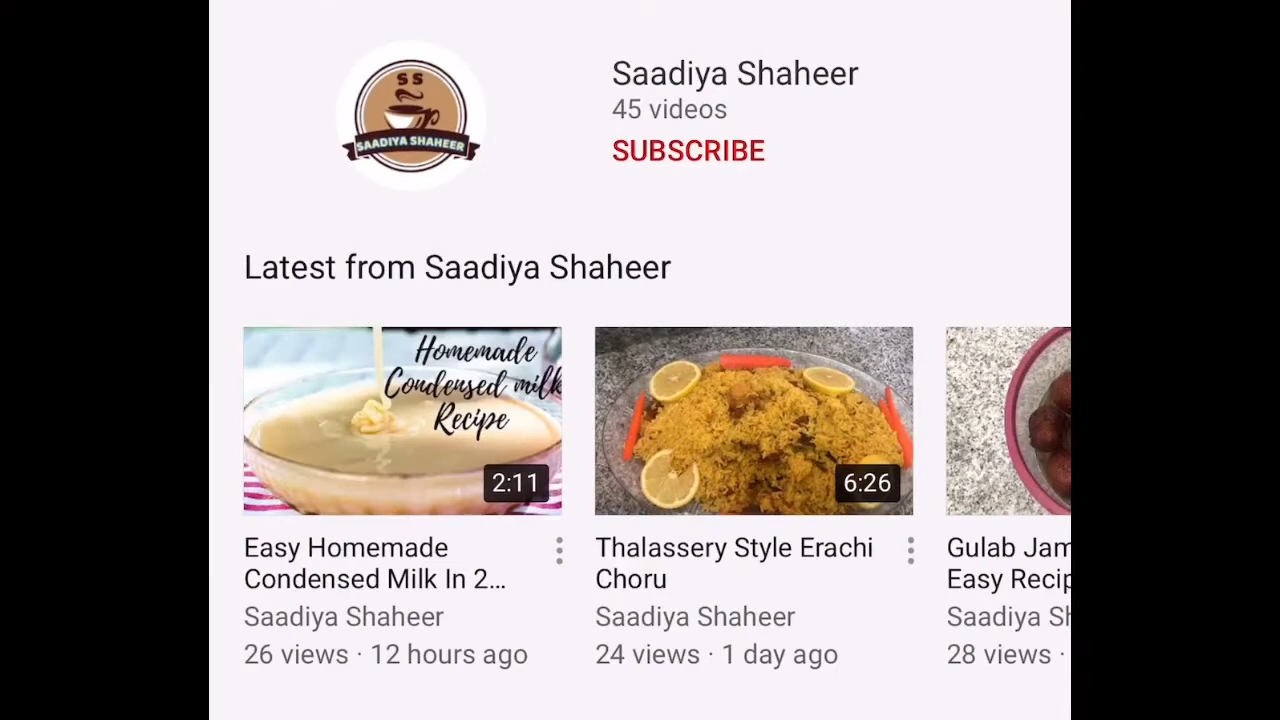 SS
SAADIYA SHAHEER
Saadiya Shaheer
45 videos
SUBSCRIBE
Latest from Saadiya Shaheer
Homemade
Condensed milk
Recipe
2:11
6:26
Easy Homemade
Condensed Milk In 2...
Saadiya Shaheer
26 views · 12 hours ago
Thalassery Style Erachi
Choru
Saadiya Shaheer
24 views · 1 day ago
Gulab Jam
Easy Recip
Saadiya Sh
28 views ·